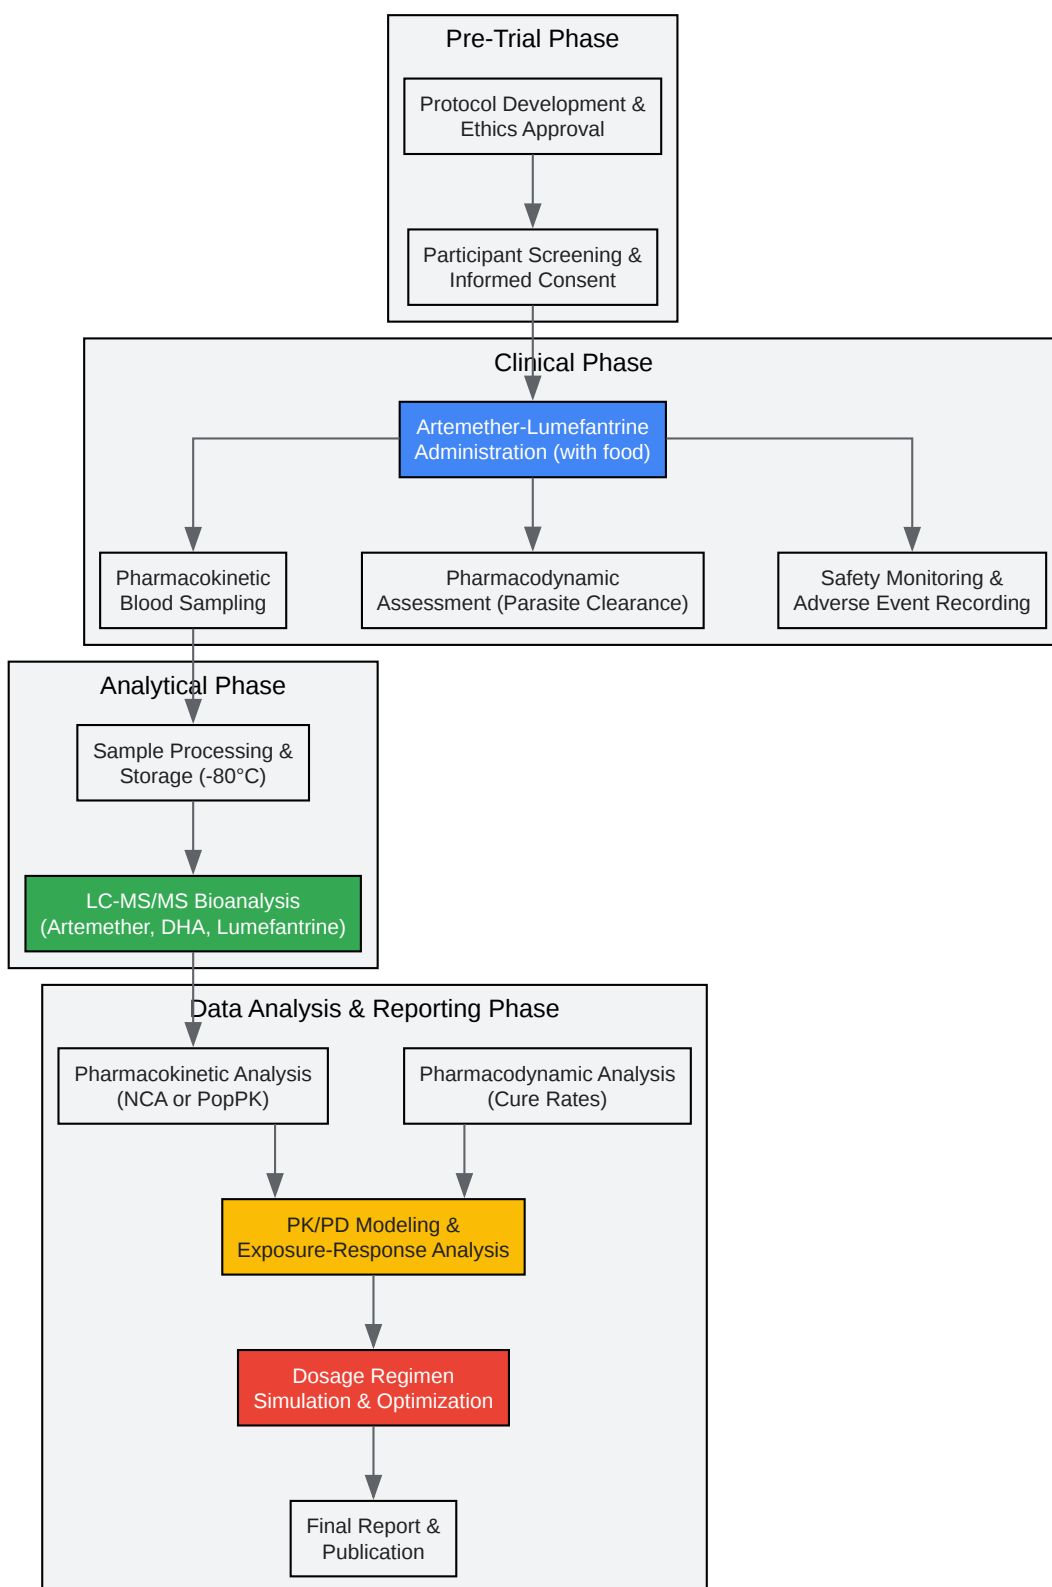 Pre-Trial Phase
Protocol Development &
Ethics Approval
Participant Screening &
Informed Consent
Clinical Phase
Artemether-Lumefantrine
Administration (with food)
Pharmacokinetic
Blood Sampling
Pharmacodynamic
Assessment (Parasite Clearance)
Safety Monitoring &
Adverse Event Recording
Analytical Phase
Sample Processing &
Storage (-80°C)
LC-MS/MS Bioanalysis
(Artemether, DHA, Lumefantrine)
Data Analysis & Reporting Phase
Pharmacokinetic Analysis
(NCA or PopPK)
Pharmacodynamic Analysis
(Cure Rates)
PK/PD Modeling &
Exposure-Response Analysis
Dosage Regimen
Simulation & Optimization
Final Report &
Publication